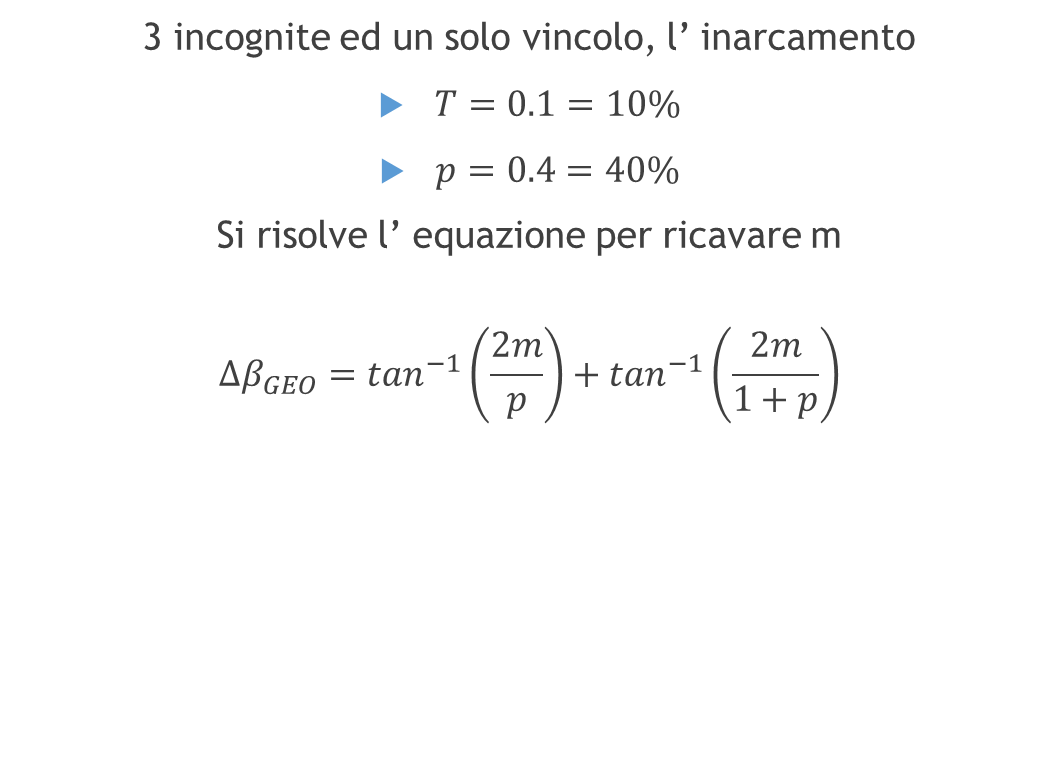 3 incognite ed un solo vincolo, l’ inarcamento
▶ T = 0.1 = 10%
▶ p = 0.4 = 40%
Si risolve l’ equazione per ricavare m
Δβ_GEO = tan⁻¹(2m/p) + tan⁻¹(2m/(1 + p))